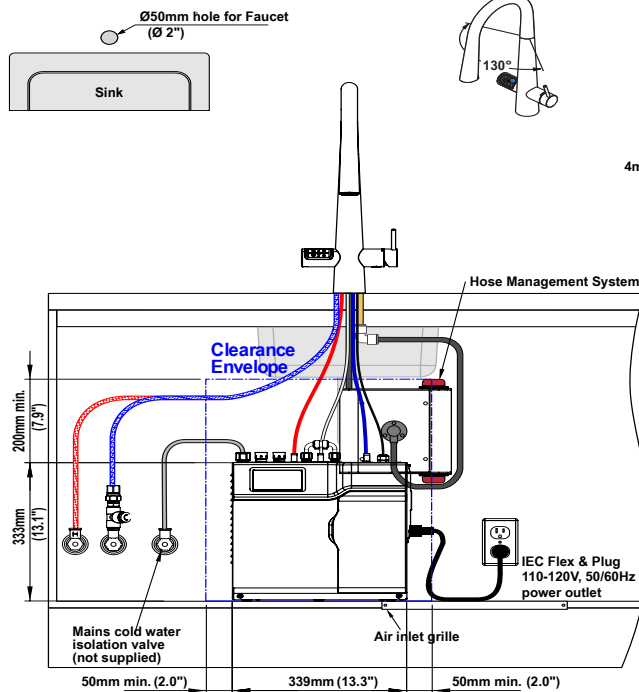 Ø50mm hole for Faucet
(Ø 2")
Sink
130°
4m
Hose Management System
Clearance
Envelope
200mm min.
(7.9")
333mm
(13.1")
IEC Flex & Plug
110-120V, 50/60Hz
power outlet
Mains cold water
isolation valve
(not supplied)
Air inlet grille
50mm min. (2.0")
339mm (13.3")
50mm min. (2.0")